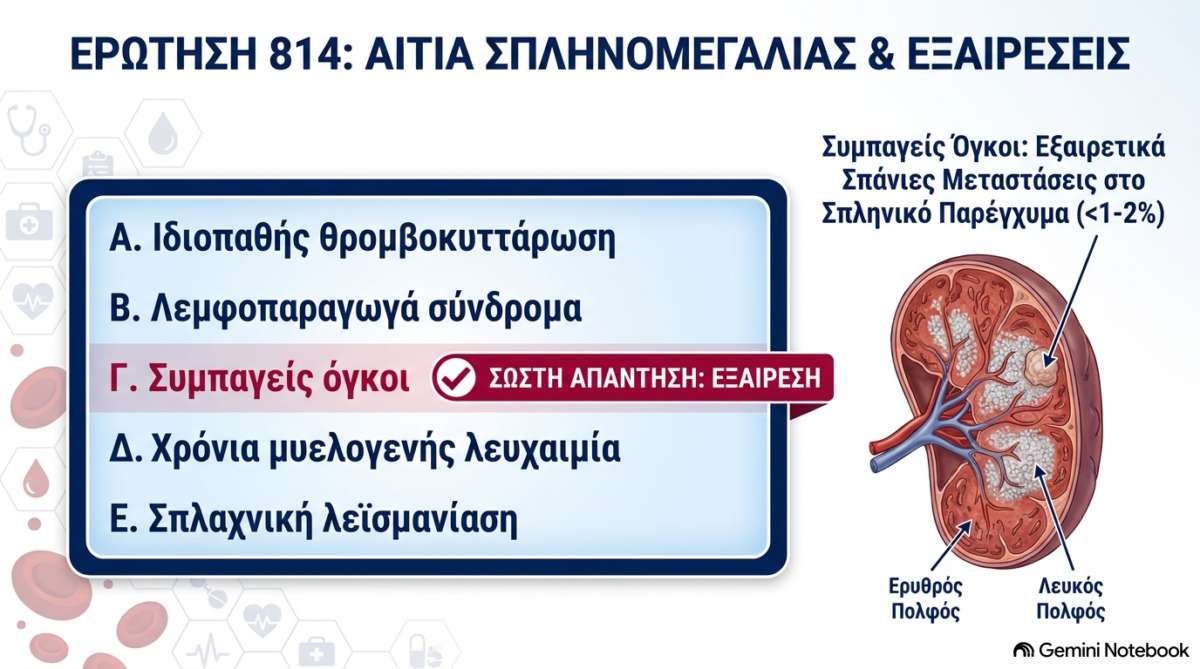 ΕΡΩΤΗΣΗ 814: ΑΙΤΙΑ ΣΠΛΗΝΟΜΕΓΑΛΙΑΣ & ΕΞΑΙΡΕΣΕΙΣ
Α. Ιδιοπαθής θρομβοκυττάρωση
Β. Λεμφοπαραγωγά σύνδρομα
Γ. Συμπαγείς όγκοι
ΣΩΣΤΗ ΑΠΑΝΤΗΣΗ: ΕΞΑΙΡΕΣΗ
Δ. Χρόνια μυελογενής λευχαιμία
Ε. Σπλαχνική λεϊσμανίαση
Συμπαγείς Όγκοι: Εξαιρετικά
Σπάνιες Μεταστάσεις στο
Σπληνικό Παρέγχυμα (<1-2%)
Ερυθρός
Πολφός
Λευκός
Πολφός
Gemini Notebook